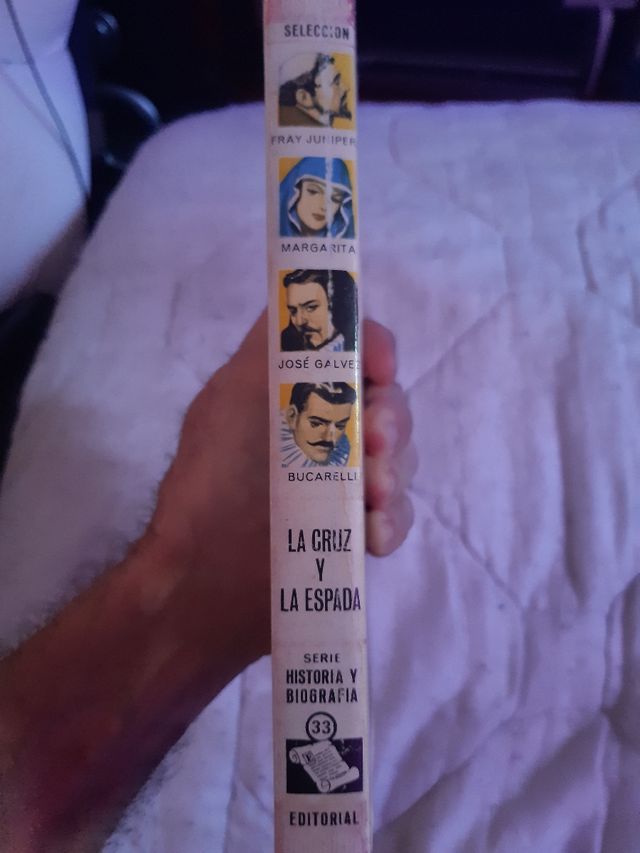 SELECCION
FRAY JUNIPER
MARGARITA
JOSÉ GALVEZ
BUCARELLI
LA CRUZ
Y
LA ESPADA
SERIE
HISTORIA Y
BIOGRAFIA
33
EDITORIAL